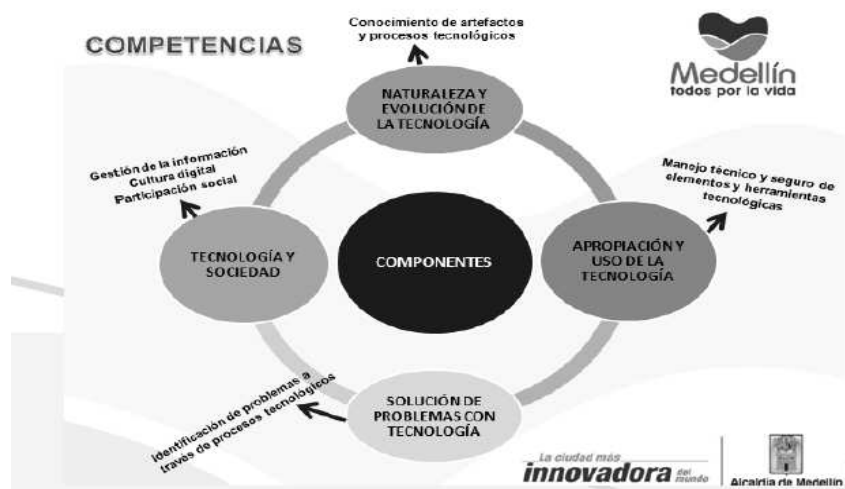 COMPETENCIAS
Conocimiento de artefactos
y procesos tecnológicos
Medellín
todos por la vida
NATURALEZA Y
EVOLUCIÓN DE
LA TECNOLOGÍA
Gestión de la información
Cultura digital
Participación social
Manejo técnico y seguro de
elementos y herramientas
tecnológicas
TECNOLOGÍA Y
SOCIEDAD
COMPONENTES
APROPIACIÓN Y
USO DE LA
TECNOLOGÍA
Identificación de problemas a
través de procesos tecnológicos
SOLUCIÓN DE
PROBLEMAS CON
TECNOLOGÍA
La ciudad más
innovadora del
mundo
Alcaldía de Medellín